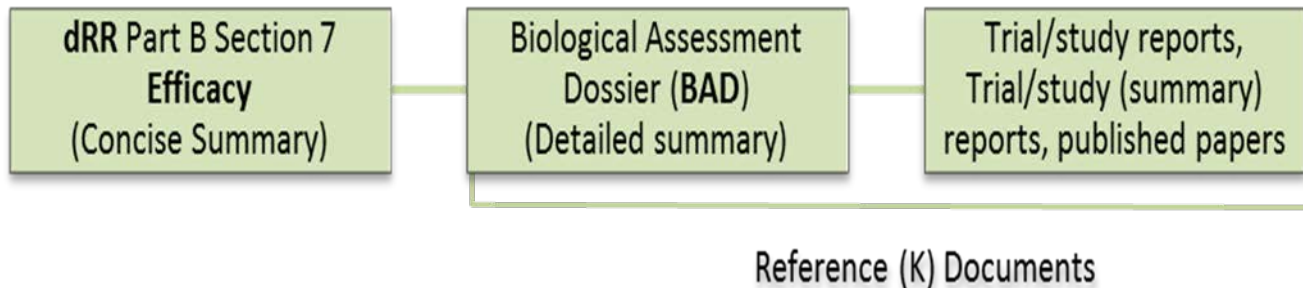 dRR Part B Section 7
Efficacy
(Concise Summary)
Biological Assessment
Dossier (BAD)
(Detailed summary)
Trial/study reports,
Trial/study (summary)
reports, published papers
Reference (K) Documents